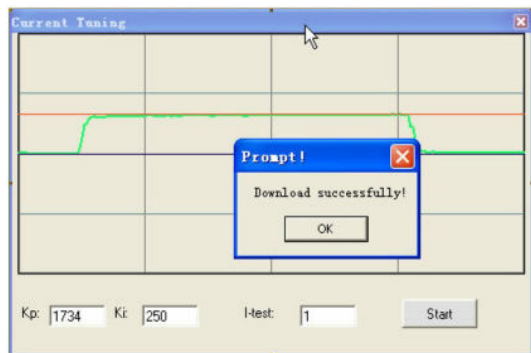 Current Tuning
Prompt!
Download successfully!
OK
Kp: 1734 Ki: 250 I-test: 1 Start